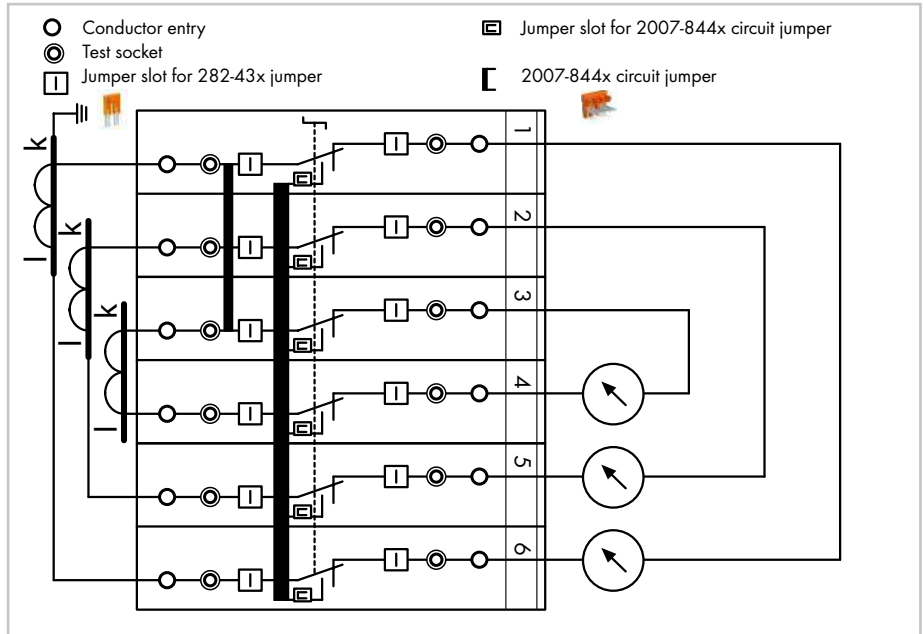 Conductor entry
Test socket
Jumper slot for 282-43x jumper
Jumper slot for 2007-844x circuit jumper
2007-844x circuit jumper
k
l
k
l
k
l
1
2
3
4
5
6